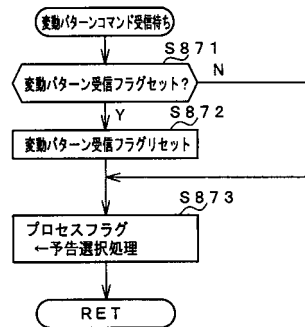 変動パターンコマンド受信待ち
S871
変動パターン受信フラグセット?
N
Y
S872
変動パターン受信フラグリセット
S873
プロセスフラグ
←予告選択処理
RET